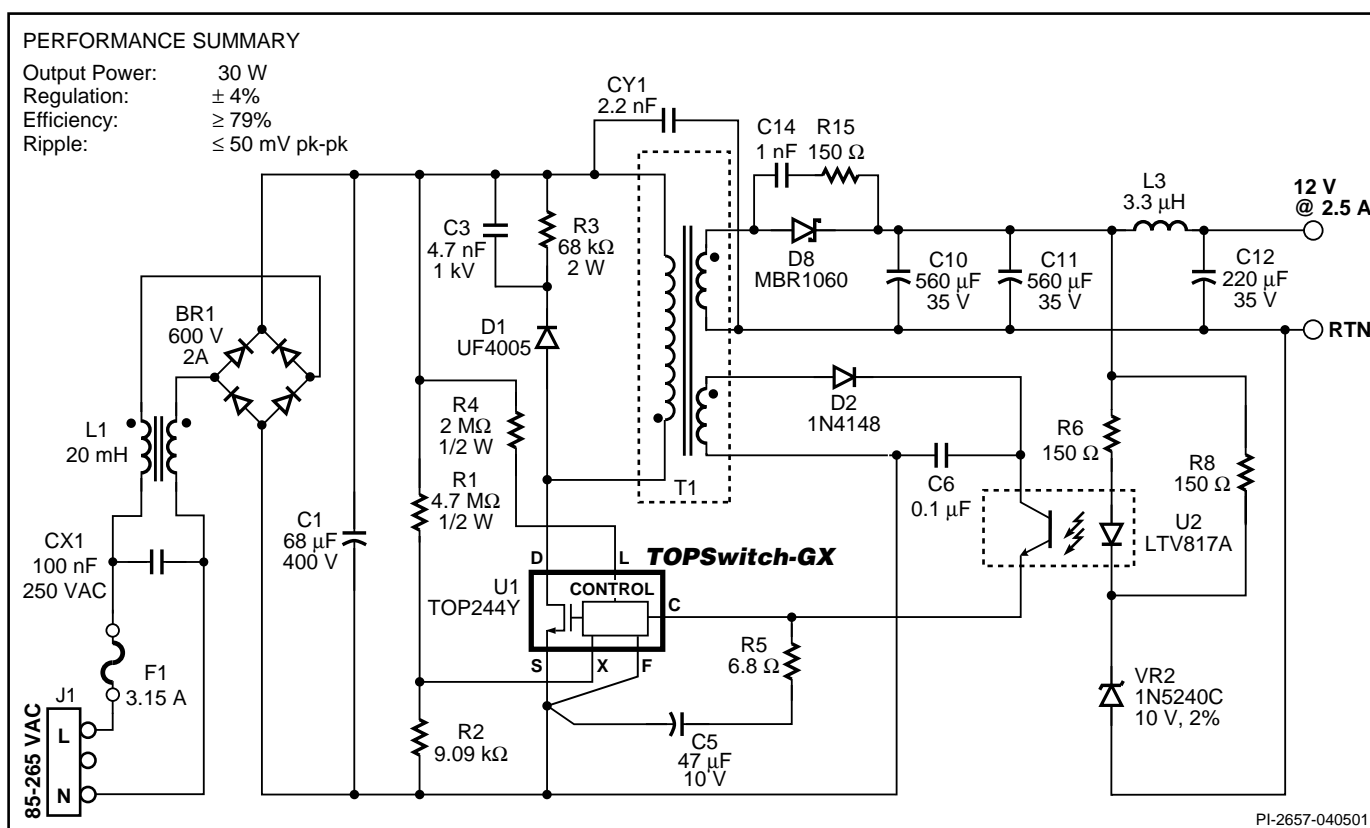 PERFORMANCE SUMMARY
Output Power: 30 W
Regulation: ± 4%
Efficiency: ≥ 79%
Ripple: ≤ 50 mV pk-pk
CY1
2.2 nF
C14
1 nF
R15
150 Ω
L3
3.3 µH
12 V
@ 2.5 A
C3
4.7 nF
1 kV
R3
68 kΩ
2 W
D8
MBR1060
C10
560 µF
35 V
C11
560 µF
35 V
C12
220 µF
35 V
RTN
BR1
600 V
2A
D1
UF4005
D2
1N4148
L1
20 mH
R4
2 MΩ
1/2 W
R1
4.7 MΩ
1/2 W
T1
C6
0.1 µF
R6
150 Ω
R8
150 Ω
U2
LTV817A
C1
68 µF
400 V
CX1
100 nF
250 VAC
D
L
TOPSwitch-GX
U1
TOP244Y
CONTROL
C
S
X
F
R5
6.8 Ω
VR2
1N5240C
10 V, 2%
F1
3.15 A
J1
L
N
85-265 VAC
R2
9.09 kΩ
C5
47 µF
10 V
PI-2657-040501